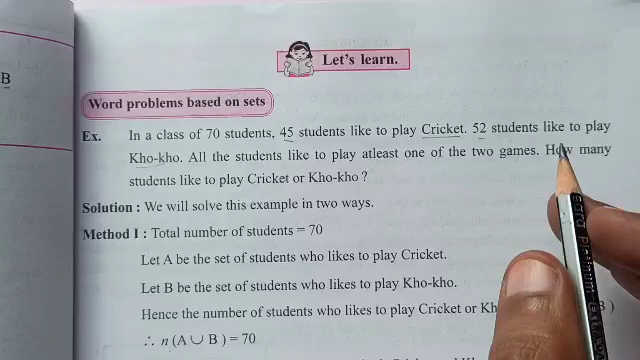 B
Let's learn.
Word problems based on sets
Ex. In a class of 70 students, 45 students like to play Cricket. 52 students like to play
Kho-kho. All the students like to play atleast one of the two games. How many
students like to play Cricket or Kho-kho ?
Solution : We will solve this example in two ways.
Method I : Total number of students = 70
Let A be the set of students who likes to play Cricket.
Let B be the set of students who likes to play Kho-kho.
Hence the number of students who likes to play Cricket or Kh B )
∴ n (A ∪ B ) = 70